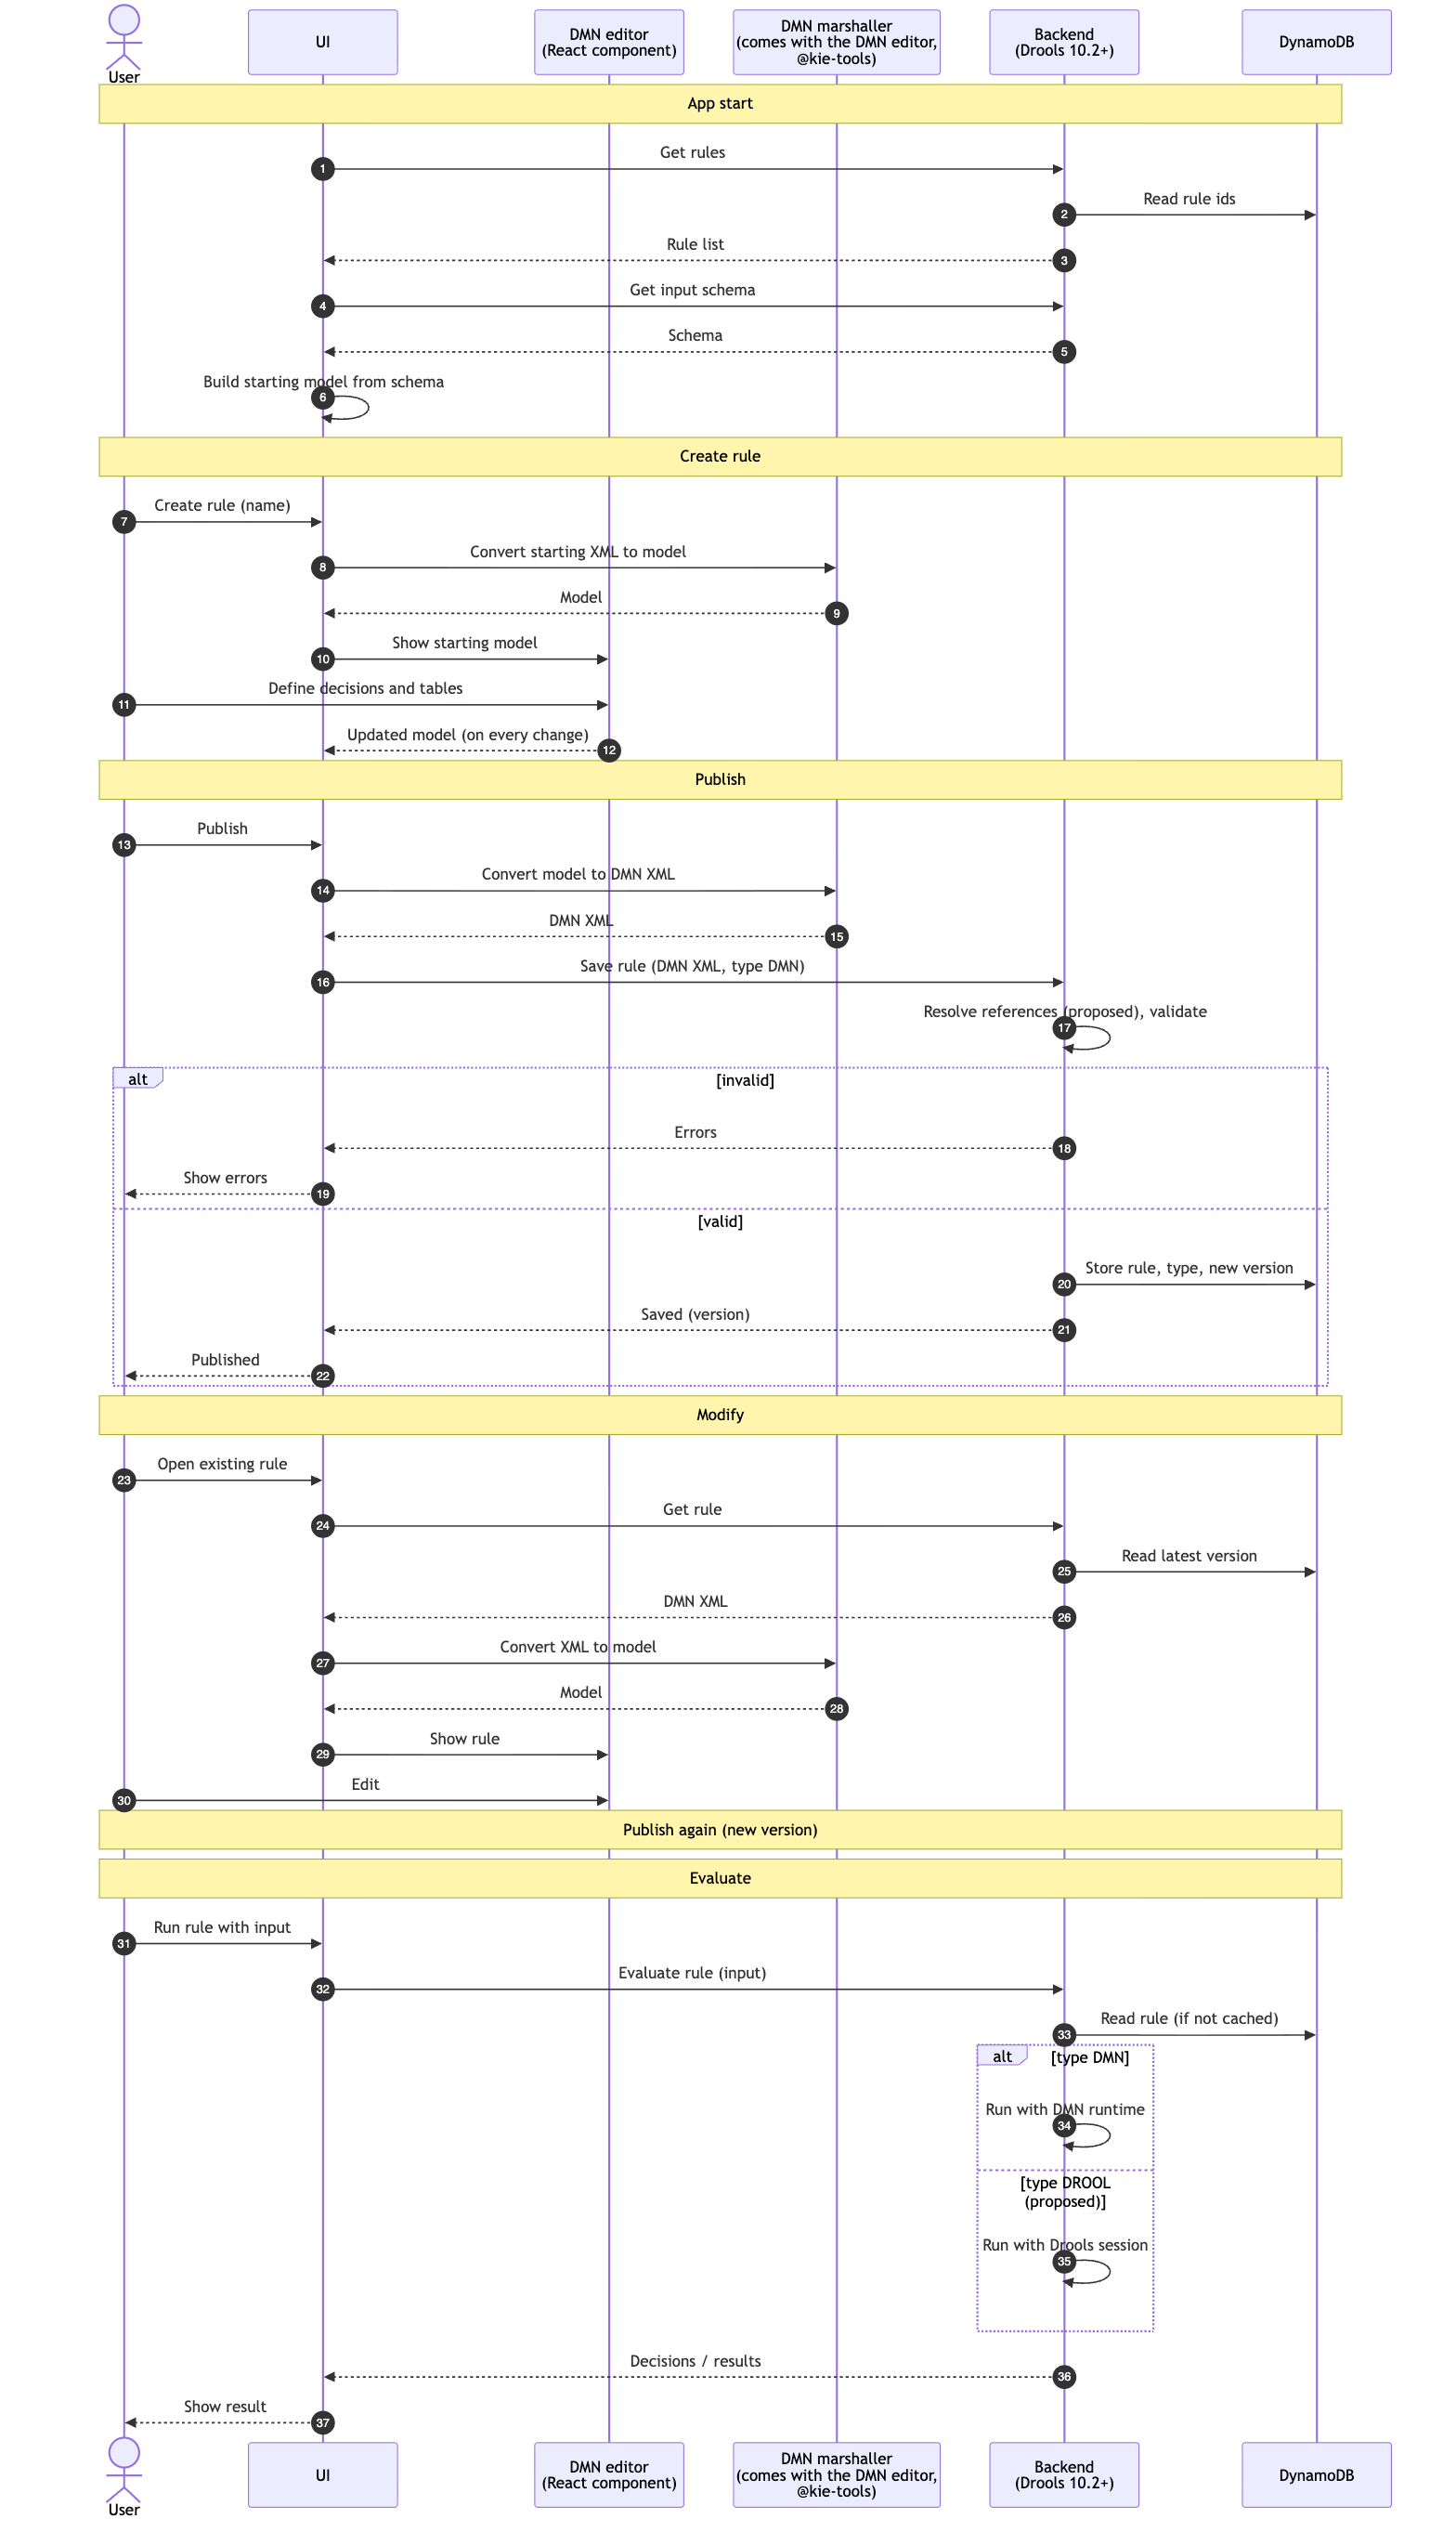 User
UI
DMN editor
(React component)
DMN marshaller
(comes with the DMN editor,
@kie-tools)
Backend
(Drools 10.2+)
DynamoDB
App start
Get rules
1
Read rule ids
2
Rule list
3
Get input schema
4
Schema
5
Build starting model from schema
6
Create rule
Create rule (name)
7
Convert starting XML to model
8
Model
9
Show starting model
10
Define decisions and tables
11
Updated model (on every change)
12
Publish
Publish
13
Convert model to DMN XML
14
DMN XML
15
Save rule (DMN XML, type DMN)
16
Resolve references (proposed), validate
17
alt
[invalid]
Errors
18
Show errors
19
[valid]
Store rule, type, new version
20
Saved (version)
21
Published
22
Modify
Open existing rule
23
Get rule
24
Read latest version
25
DMN XML
26
Convert XML to model
27
Model
28
Show rule
29
Edit
30
Publish again (new version)
Evaluate
Run rule with input
31
Evaluate rule (input)
32
Read rule (if not cached)
33
alt
[type DMN]
Run with DMN runtime
34
[type DROOL
(proposed)]
Run with Drools session
35
Decisions / results
36
Show result
37
User
UI
DMN editor
(React component)
DMN marshaller
(comes with the DMN editor,
@kie-tools)
Backend
(Drools 10.2+)
DynamoDB